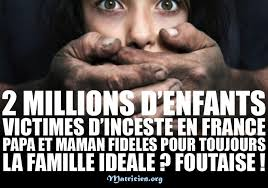 2 MILLIONS D'ENFANTS
VICTIMES D'INCESTE EN FRANCE
PAPA ET MAMAN FIDELES POUR TOUJOURS
LA FAMILLE IDEALE ? FOUTAISE !
Matricien.org